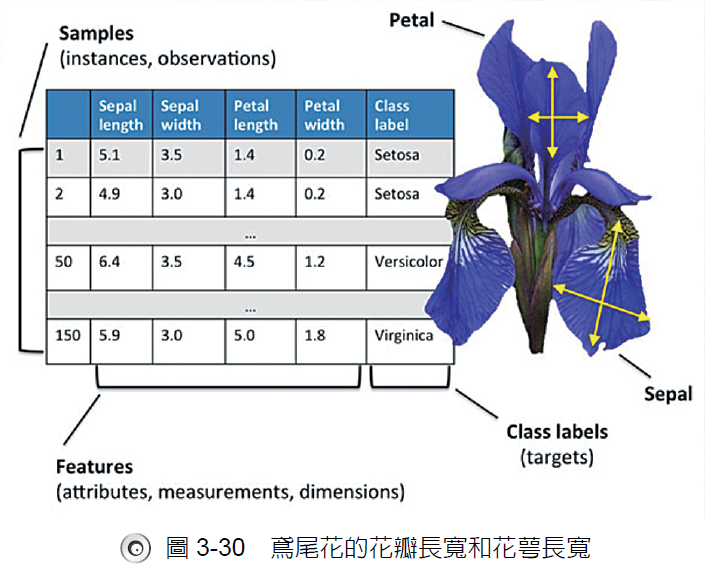 Samples
(instances, observations)
Petal
Sepal length Sepal width Petal length Petal width Class label
1 5.1 3.5 1.4 0.2 Setosa
2 4.9 3.0 1.4 0.2 Setosa
...
50 6.4 3.5 4.5 1.2 Versicolor
...
150 5.9 3.0 5.0 1.8 Virginica
Sepal
Class labels
(targets)
Features
(attributes, measurements, dimensions)
圖 3-30 鳶尾花的花瓣長寬和花萼長寬